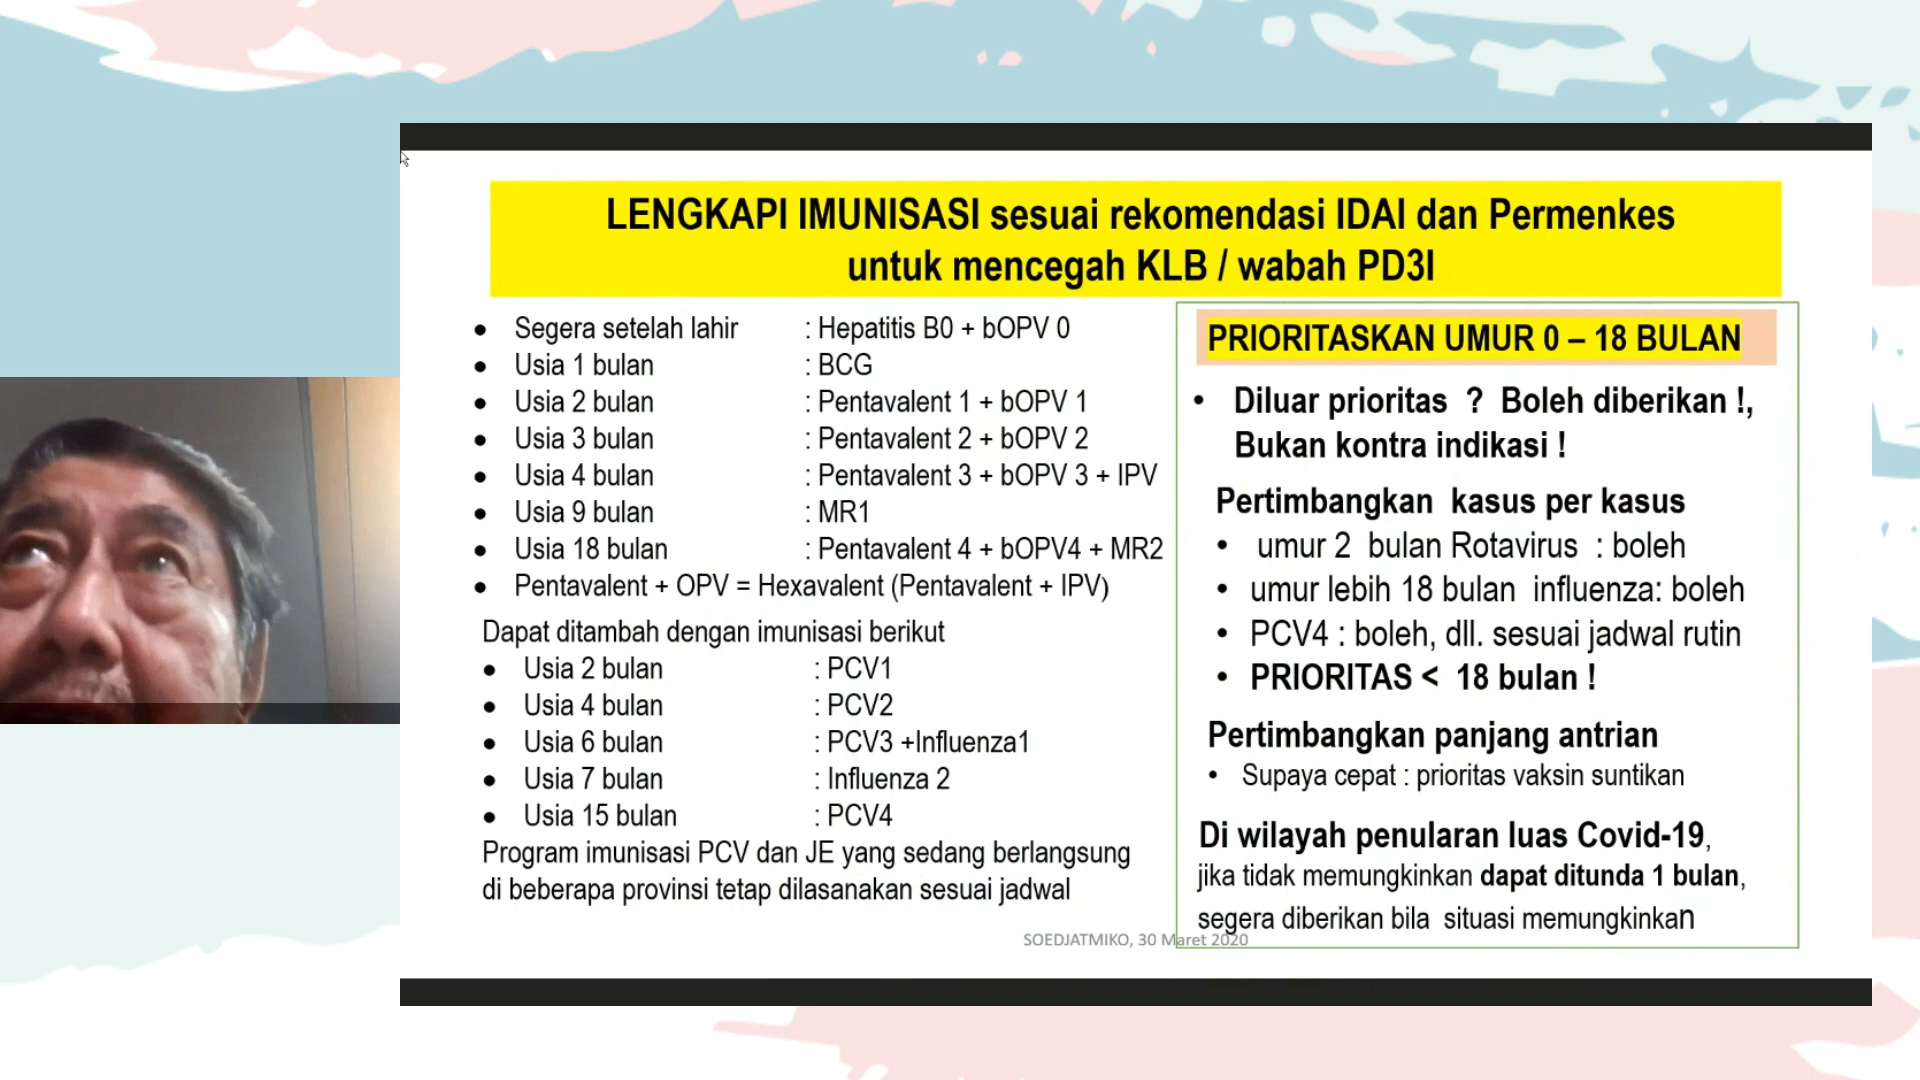 LENGKAPI IMUNISASI sesuai rekomendasi IDAI dan Permenkes
untuk mencegah KLB / wabah PD3I
• Segera setelah lahir : Hepatitis B0 + bOPV 0
• Usia 1 bulan : BCG
• Usia 2 bulan : Pentavalent 1 + bOPV 1
• Usia 3 bulan : Pentavalent 2 + bOPV 2
• Usia 4 bulan : Pentavalent 3 + bOPV 3 + IPV
• Usia 9 bulan : MR1
• Usia 18 bulan : Pentavalent 4 + bOPV4 + MR2
• Pentavalent + OPV = Hexavalent (Pentavalent + IPV)
Dapat ditambah dengan imunisasi berikut
• Usia 2 bulan : PCV1
• Usia 4 bulan : PCV2
• Usia 6 bulan : PCV3 +Influenza1
• Usia 7 bulan : Influenza 2
• Usia 15 bulan : PCV4
Program imunisasi PCV dan JE yang sedang berlangsung
di beberapa provinsi tetap dilasanakan sesuai jadwal
PRIORITASKAN UMUR 0 – 18 BULAN
• Diluar prioritas ? Boleh diberikan !,
Bukan kontra indikasi !
Pertimbangkan kasus per kasus
• umur 2 bulan Rotavirus : boleh
• umur lebih 18 bulan influenza: boleh
• PCV4 : boleh, dll. sesuai jadwal rutin
• PRIORITAS < 18 bulan !
Pertimbangkan panjang antrian
• Supaya cepat : prioritas vaksin suntikan
Di wilayah penularan luas Covid-19,
jika tidak memungkinkan dapat ditunda 1 bulan,
segera diberikan bila situasi memungkinkan
SOEDJATMIKO, 30 Maret 2020